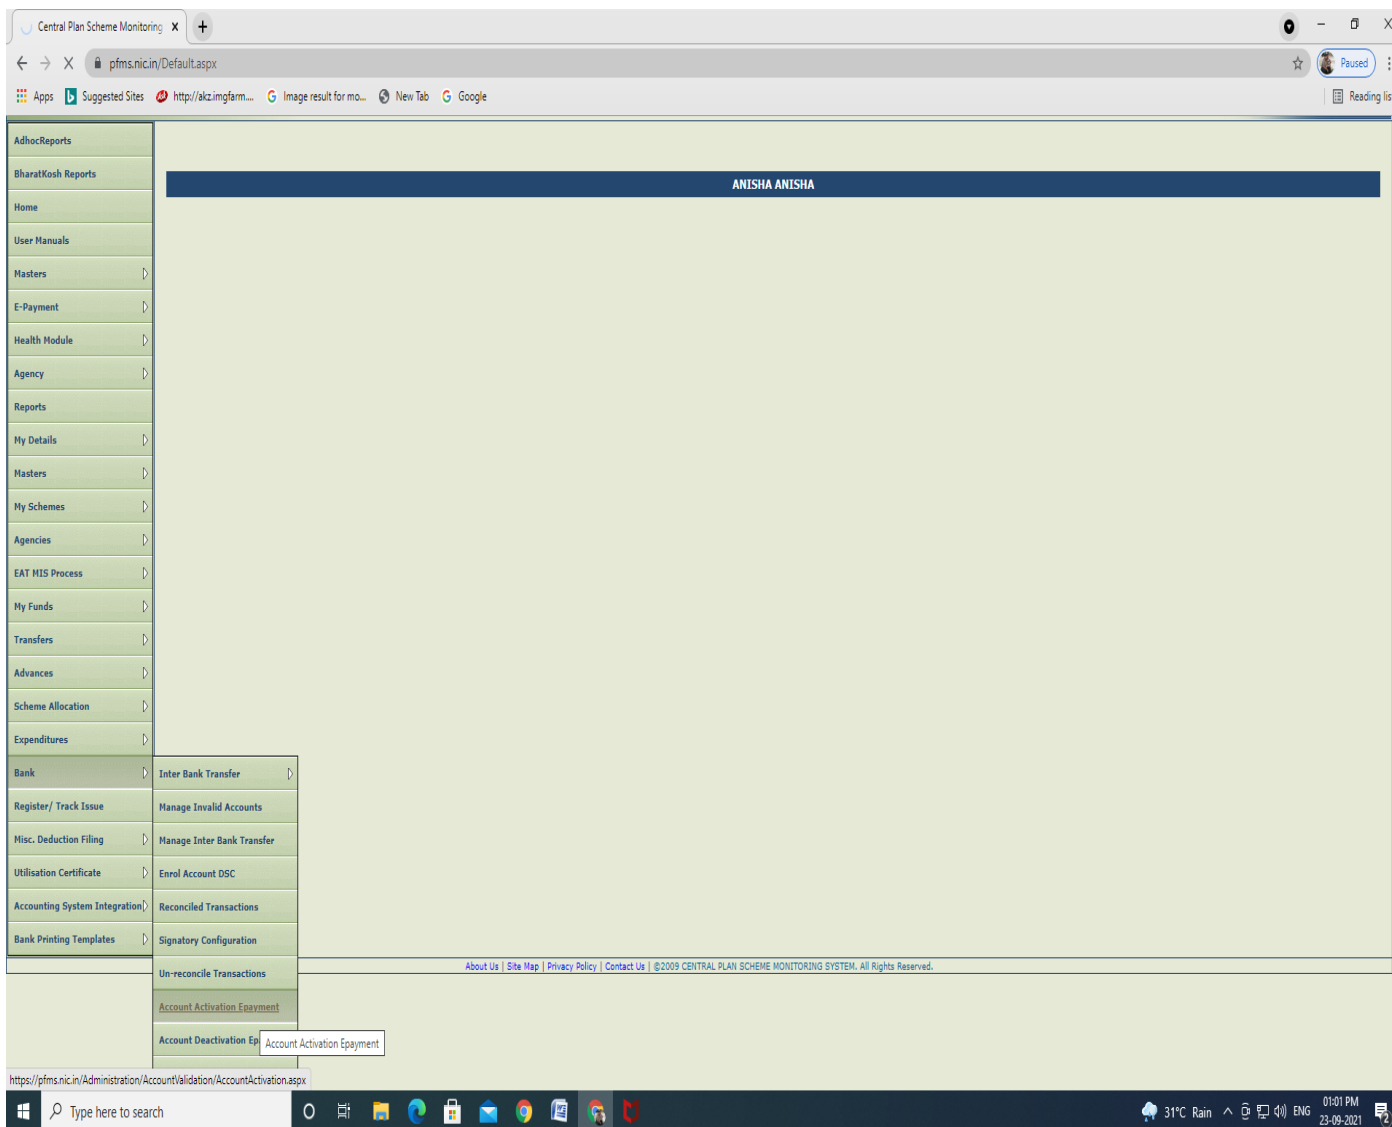 Central Plan Scheme Monitoring
pfms.nic.in/Default.aspx
Paused
Apps
Suggested Sites
http://akz.imgfarm....
Image result for mo...
New Tab
Google
Reading lis
AdhocReports
BharatKosh Reports
Home
User Manuals
Masters
E-Payment
Health Module
Agency
Reports
My Details
Masters
My Schemes
Agencies
EAT MIS Process
My Funds
Transfers
Advances
Scheme Allocation
Expenditures
Bank
Register/ Track Issue
Misc. Deduction Filing
Utilisation Certificate
Accounting System Integration
Bank Printing Templates
ANISHA ANISHA
Inter Bank Transfer
Manage Invalid Accounts
Manage Inter Bank Transfer
Enrol Account DSC
Reconciled Transactions
Signatory Configuration
Un-reconcile Transactions
Account Activation Epayment
Account Deactivation Ep
Account Activation Epayment
About Us | Site Map | Privacy Policy | Contact Us | ©2009 CENTRAL PLAN SCHEME MONITORING SYSTEM. All Rights Reserved.
https://pfms.nic.in/Administration/AccountValidation/AccountActivation.aspx
Type here to search
31°C Rain
ENG
01:01 PM
23-09-2021
2